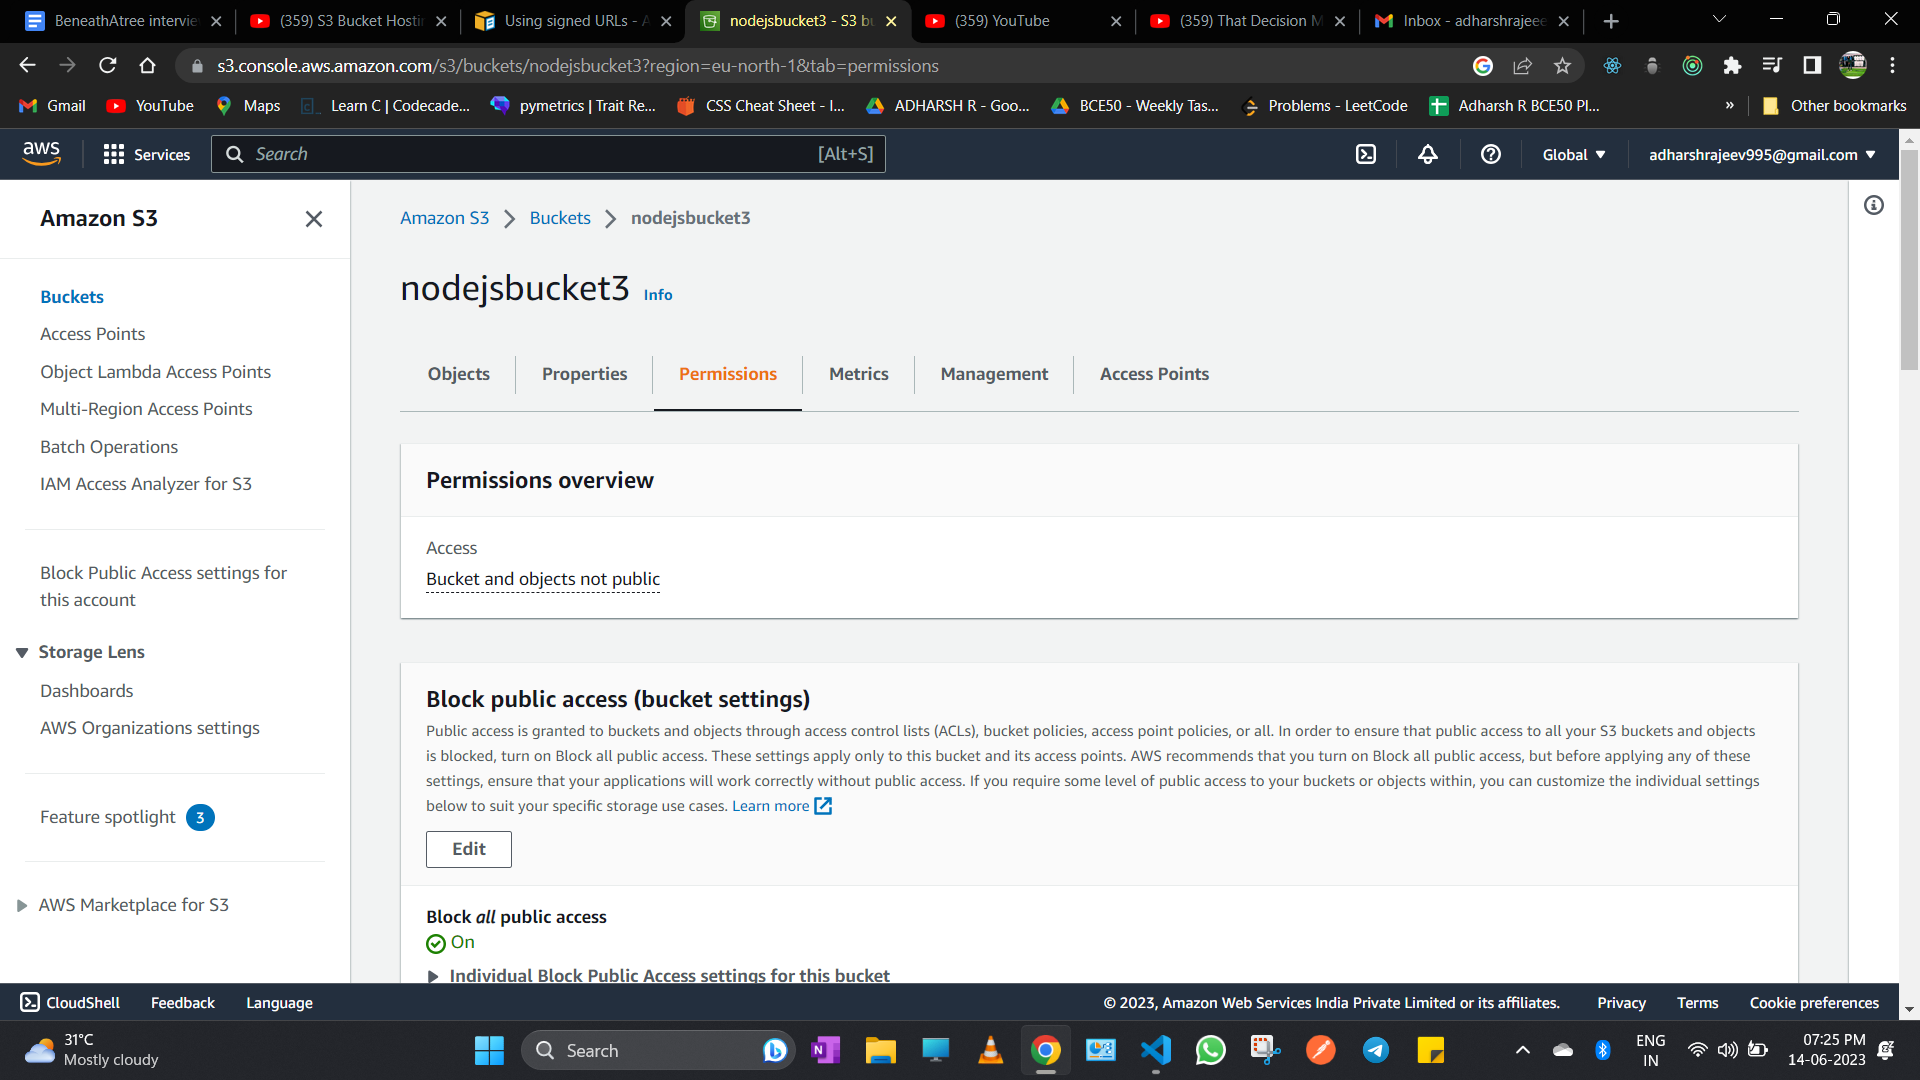 BeneathAtree intervie
(359) S3 Bucket Hostin
Using signed URLs - A
nodejsbucket3 - S3 bu
(359) YouTube
(359) That Decision M
Inbox - adharshrajeee
s3.console.aws.amazon.com/s3/buckets/nodejsbucket3?region=eu-north-1&tab=permissions
Gmail
YouTube
Maps
Learn C | Codecade...
pymetrics | Trait Re...
CSS Cheat Sheet - I...
ADHARSH R - Goo...
BCE50 - Weekly Tas...
Problems - LeetCode
Adharsh R BCE50 Pl...
»
Other bookmarks
aws
Services
Search
[Alt+S]
Global
adharshrajeev995@gmail.com
Amazon S3
Buckets
Access Points
Object Lambda Access Points
Multi-Region Access Points
Batch Operations
IAM Access Analyzer for S3
Block Public Access settings for
this account
Storage Lens
Dashboards
AWS Organizations settings
Feature spotlight 3
AWS Marketplace for S3
Amazon S3 > Buckets > nodejsbucket3
nodejsbucket3 Info
Objects
Properties
Permissions
Metrics
Management
Access Points
Permissions overview
Access
Bucket and objects not public
Block public access (bucket settings)
Public access is granted to buckets and objects through access control lists (ACLs), bucket policies, access point policies, or all. In order to ensure that public access to all your S3 buckets and objects
is blocked, turn on Block all public access. These settings apply only to this bucket and its access points. AWS recommends that you turn on Block all public access, but before applying any of these
settings, ensure that your applications will work correctly without public access. If you require some level of public access to your buckets or objects within, you can customize the individual settings
below to suit your specific storage use cases. Learn more
Edit
Block all public access
On
Individual Block Public Access settings for this bucket
CloudShell
Feedback
Language
© 2023, Amazon Web Services India Private Limited or its affiliates.
Privacy
Terms
Cookie preferences
31°C
Mostly cloudy
Search
ENG
IN
07:25 PM
14-06-2023